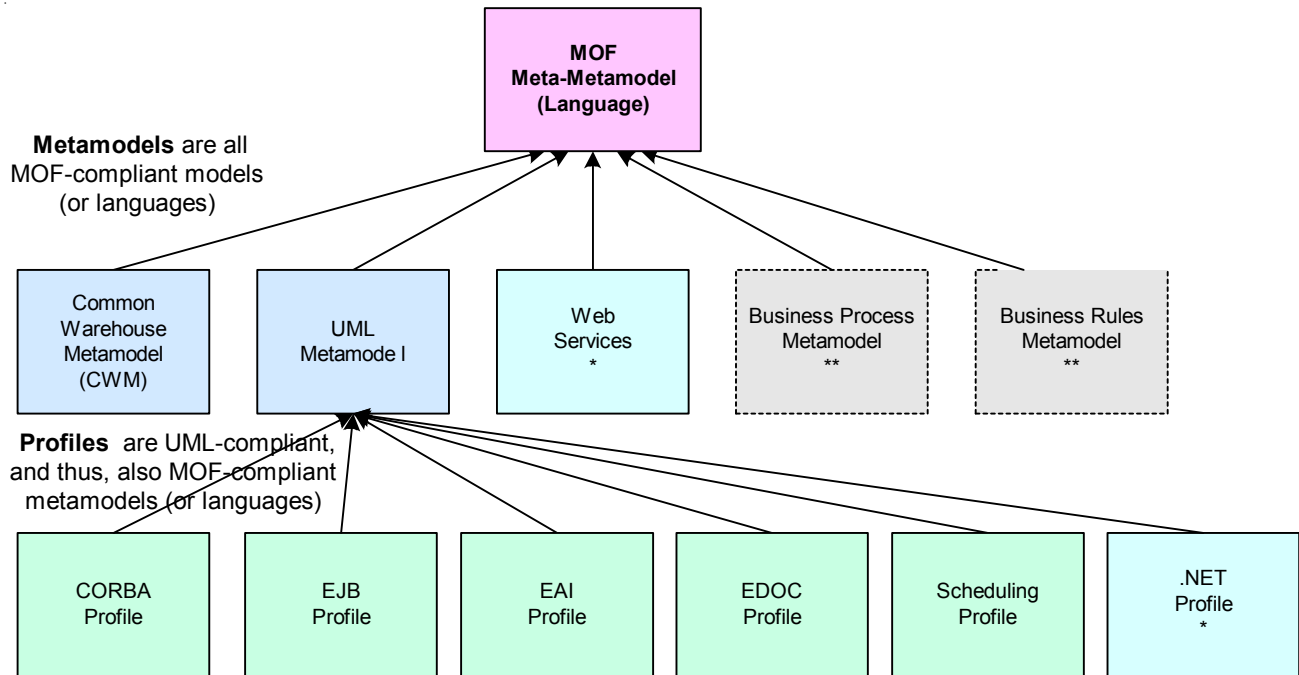 MOF
Meta-Metamodel
(Language)
Metamodels are all
MOF-compliant models
(or languages)
Common
Warehouse
Metamodel
(CWM)
UML
Metamode l
Web
Services
*
Business Process
Metamodel
**
Business Rules
Metamodel
**
Profiles are UML-compliant,
and thus, also MOF-compliant
metamodels (or languages)
CORBA
Profile
EJB
Profile
EAI
Profile
EDOC
Profile
Scheduling
Profile
.NET
Profile
*